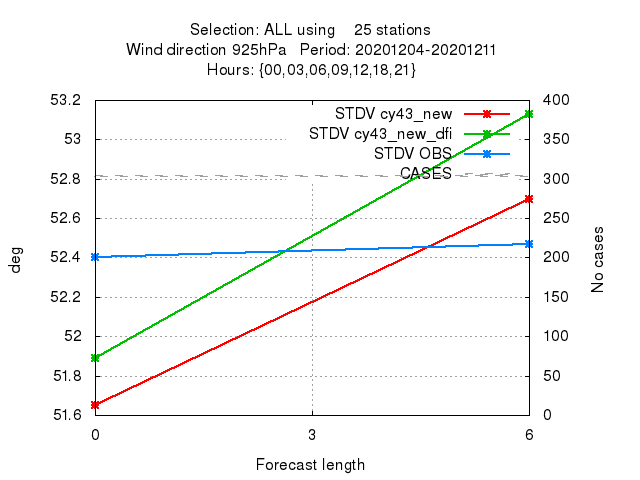 Selection: ALL using    25 stations
Wind direction 925hPa   Period: 20201204-20201211
Hours: {00,03,06,09,12,18,21}
53.2
53
52.8
52.6
52.4
52.2
52
51.8
51.6
400
350
300
250
200
150
100
50
0
STDV cy43_new
STDV cy43_new_dfi
STDV OBS
CASES
deg
No cases
0 3 6
Forecast length